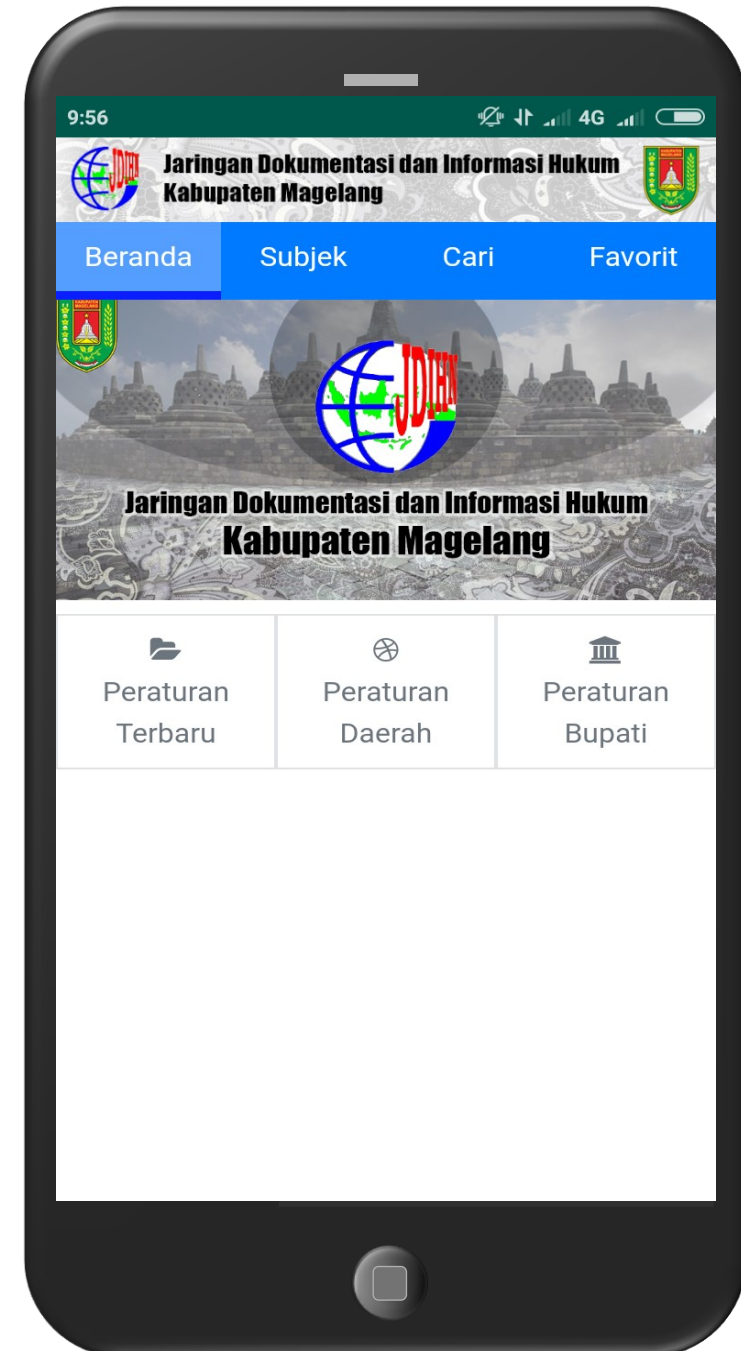 9:56 4G
JDIHN
Jaringan Dokumentasi dan Informasi Hukum
Kabupaten Magelang
Beranda Subjek Cari Favorit
JDIHN
Jaringan Dokumentasi dan Informasi Hukum
Kabupaten Magelang
Peraturan Terbaru
Peraturan Daerah
Peraturan Bupati